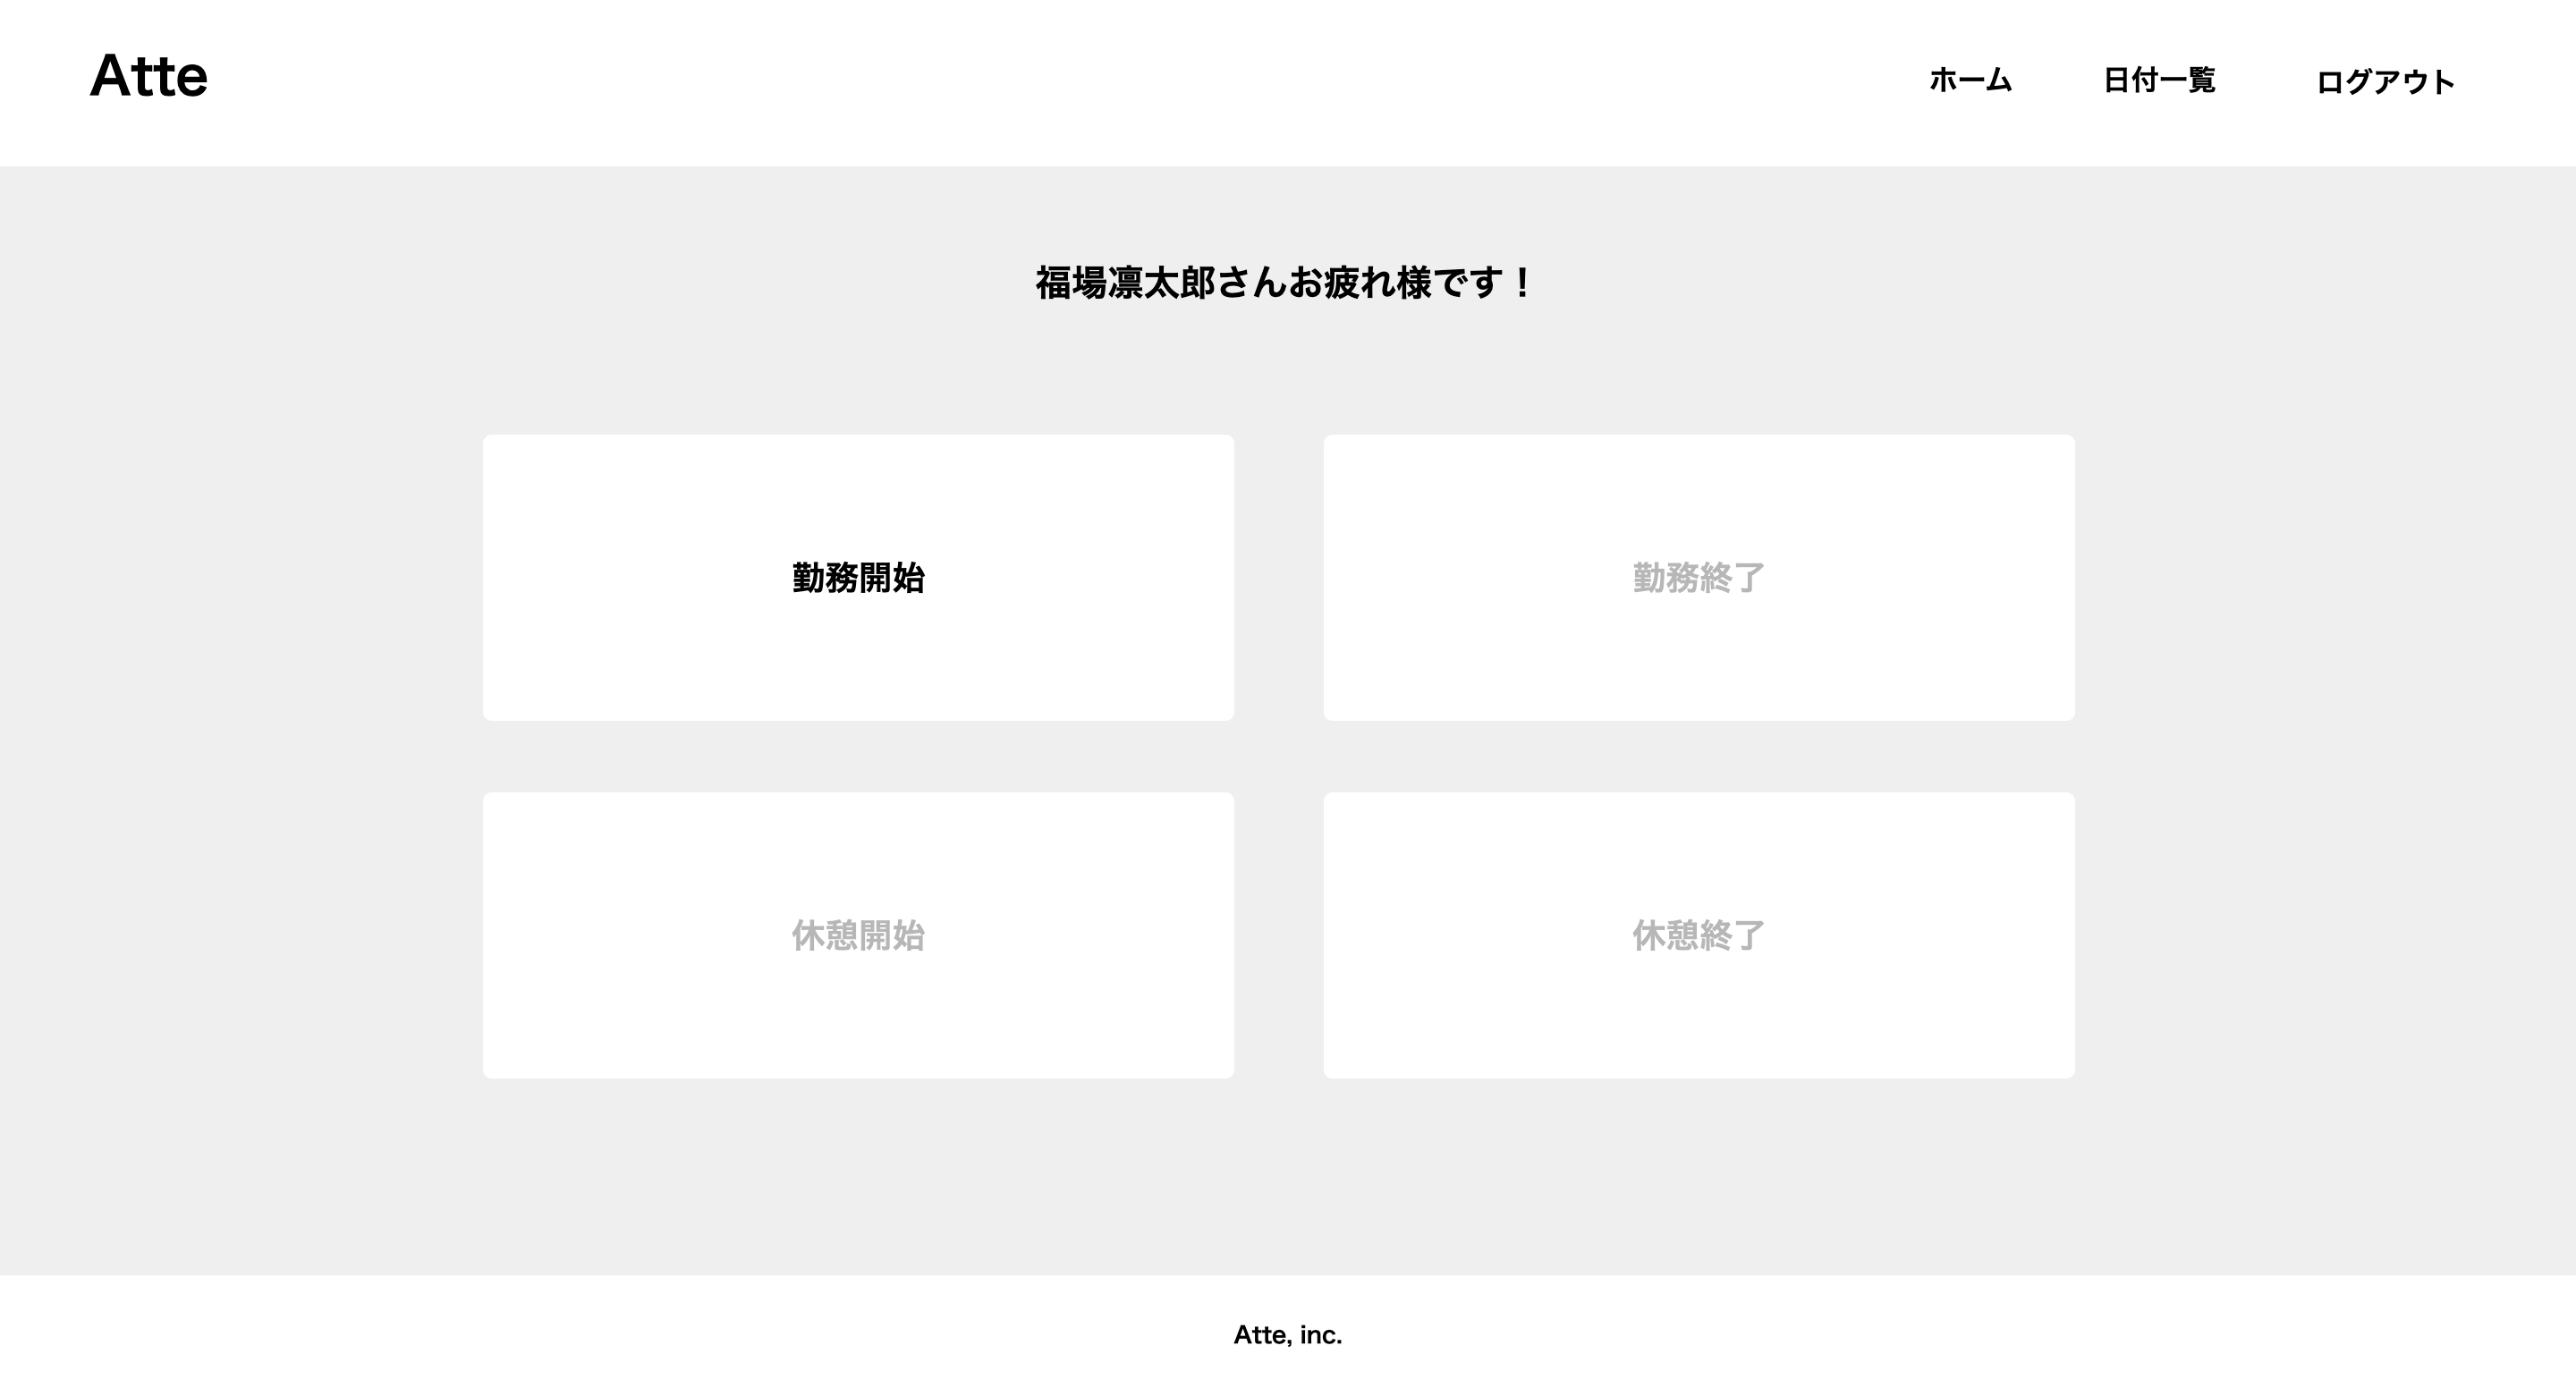 Atte
ホーム 日付一覧 ログアウト
福場凛太郎さんお疲れ様です！
勤務開始 勤務終了
休憩開始 休憩終了
Atte, inc.